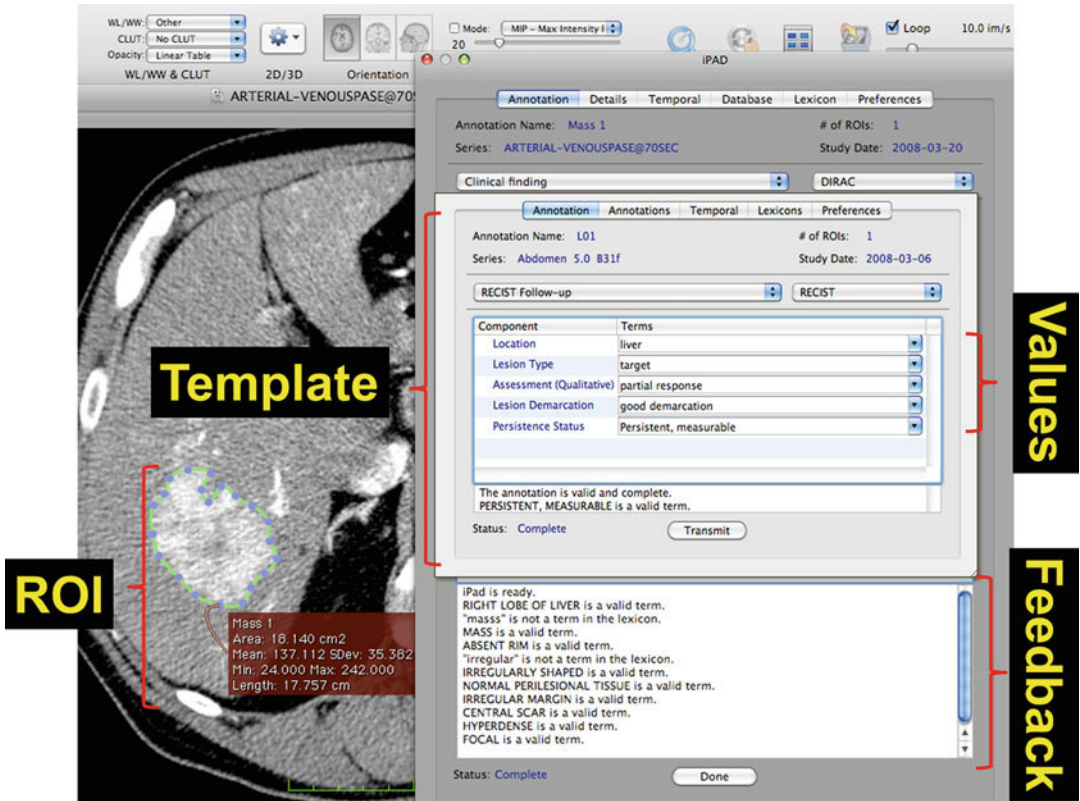 WL/WW: Other
CLUT: No CLUT
Opacity: Linear Table
WL/WW & CLUT
2D/3D
Orientation
Mode: MIP - Max Intensity I
20
Loop
10.0 im/s
ARTERIAL-VENOUSPASE@70
iPAD
Annotation Details Temporal Database Lexicon Preferences
Annotation Name: Mass 1
# of ROIs: 1
Series: ARTERIAL-VENOUSPASE@70SEC
Study Date: 2008-03-20
Clinical finding
DIRAC
Annotation Annotations Temporal Lexicons Preferences
Annotation Name: L01
# of ROIs: 1
Series: Abdomen 5.0 B31f
Study Date: 2008-03-06
RECIST Follow-up
RECIST
Component Terms
Location liver
Lesion Type target
Assessment (Qualitative) partial response
Lesion Demarcation good demarcation
Persistence Status Persistent, measurable
The annotation is valid and complete.
PERSISTENT, MEASURABLE is a valid term.
Status: Complete
Transmit
Template
Values
ROI
Mass 1
Area: 18.140 cm2
Mean: 137.112 SDev: 35.382
Min: 24.000 Max: 242.000
Length: 17.757 cm
iPad is ready.
RIGHT LOBE OF LIVER is a valid term.
"masss" is not a term in the lexicon.
MASS is a valid term.
ABSENT RIM is a valid term.
"irregular" is not a term in the lexicon.
IRREGULARLY SHAPED is a valid term.
NORMAL PERILESIONAL TISSUE is a valid term.
IRREGULAR MARGIN is a valid term.
CENTRAL SCAR is a valid term.
HYPERDENSE is a valid term.
FOCAL is a valid term.
Status: Complete
Done
Feedback